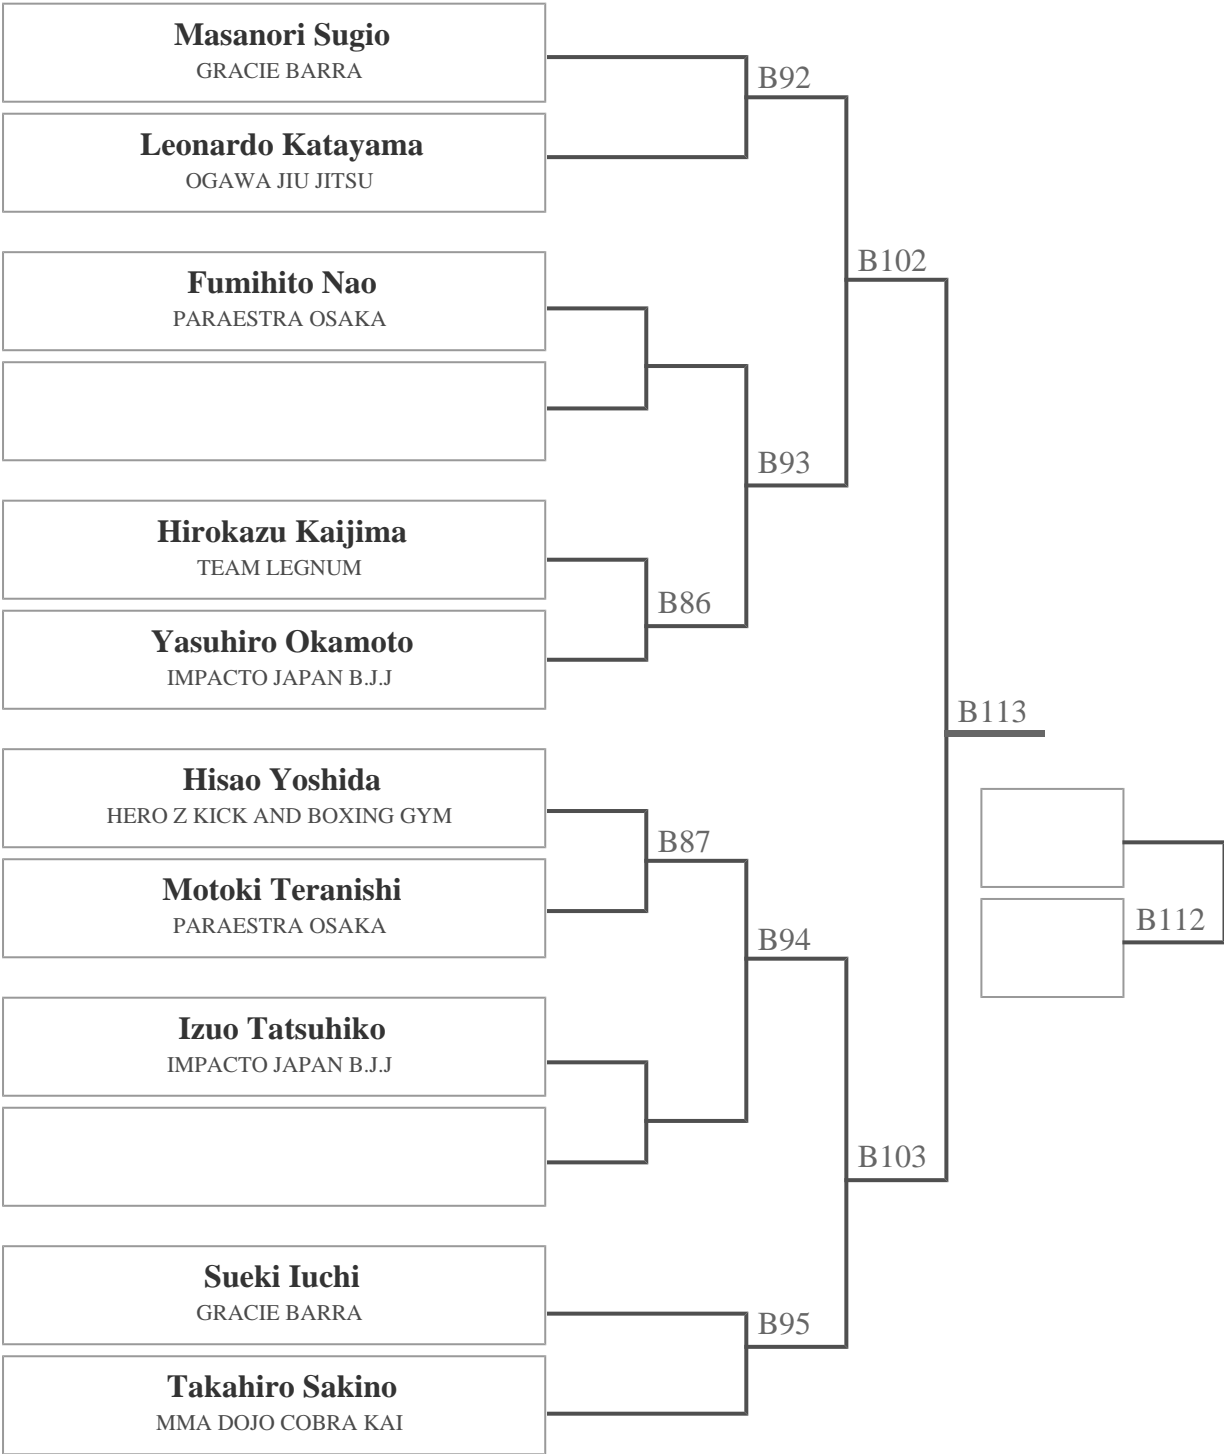 Masanori Sugio
GRACIE BARRA
B92
Leonardo Katayama
OGAWA JIU JITSU
B102
Fumihito Nao
PARAESTRA OSAKA
B93
Hirokazu Kaijima
TEAM LEGNUM
B86
Yasuhiro Okamoto
IMPACTO JAPAN B.J.J
B113
Hisao Yoshida
HERO Z KICK AND BOXING GYM
B87
Motoki Teranishi
PARAESTRA OSAKA
B94
B112
Izuo Tatsuhiko
IMPACTO JAPAN B.J.J
B103
Sueki Iuchi
GRACIE BARRA
B95
Takahiro Sakino
MMA DOJO COBRA KAI